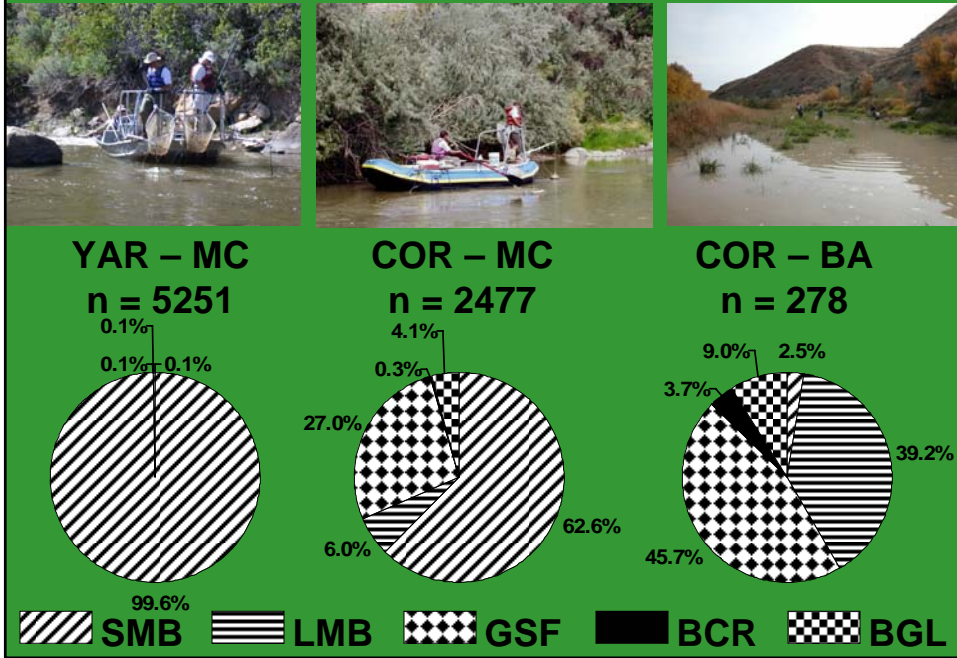 YAR – MC
n = 5251
COR – MC
n = 2477
COR – BA
n = 278
0.1%
0.1%
0.1%
99.6%
4.1%
0.3%
27.0%
6.0%
62.6%
9.0%
2.5%
3.7%
39.2%
45.7%
SMB LMB GSF BCR BGL